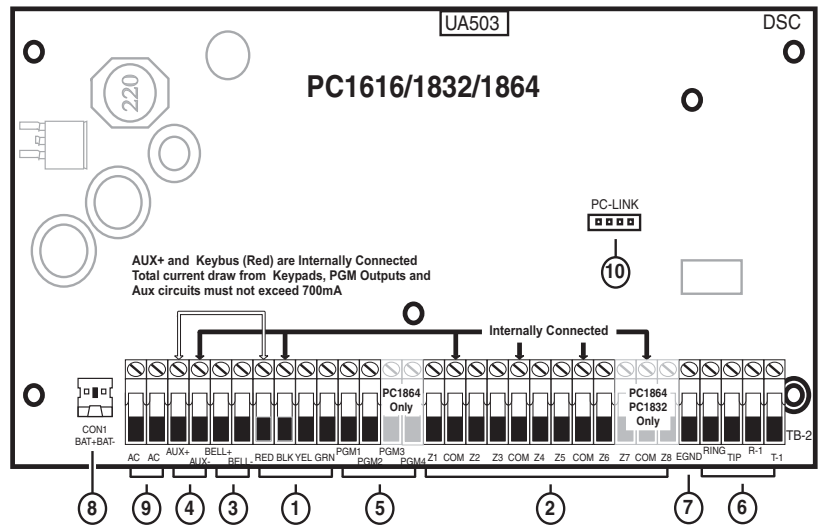 UA503
DSC
PC1616/1832/1864
220
PC-LINK
10
AUX+ and Keybus (Red) are Internally Connected
Total current draw from Keypads, PGM Outputs and
Aux circuits must not exceed 700mA
Internally Connected
PC1864
Only
PC1864
PC1832
Only
CON1
BAT+BAT-
TB-2
AC AC AUX+ AUX- BELL+ BELL- RED BLK YEL GRN PGM1 PGM2 PGM3 PGM4 Z1 COM Z2 Z3 COM Z4 Z5 COM Z6 Z7 COM Z8 EGND RING TIP R-1 T-1
8 9 4 3 1 5 2 7 6